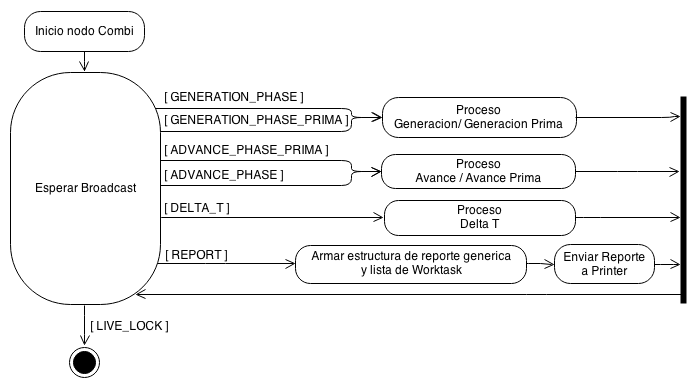 Inicio nodo Combi
[ GENERATION_PHASE ]
[ GENERATION_PHASE_PRIMA ]
Proceso
Generacion/ Generacion Prima
[ ADVANCE_PHASE_PRIMA ]
[ ADVANCE_PHASE ]
Proceso
Avance / Avance Prima
Esperar Broadcast
[ DELTA_T ]
Proceso
Delta T
[ REPORT ]
Armar estructura de reporte generica
y lista de Worktask
Enviar Reporte
a Printer
[ LIVE_LOCK ]